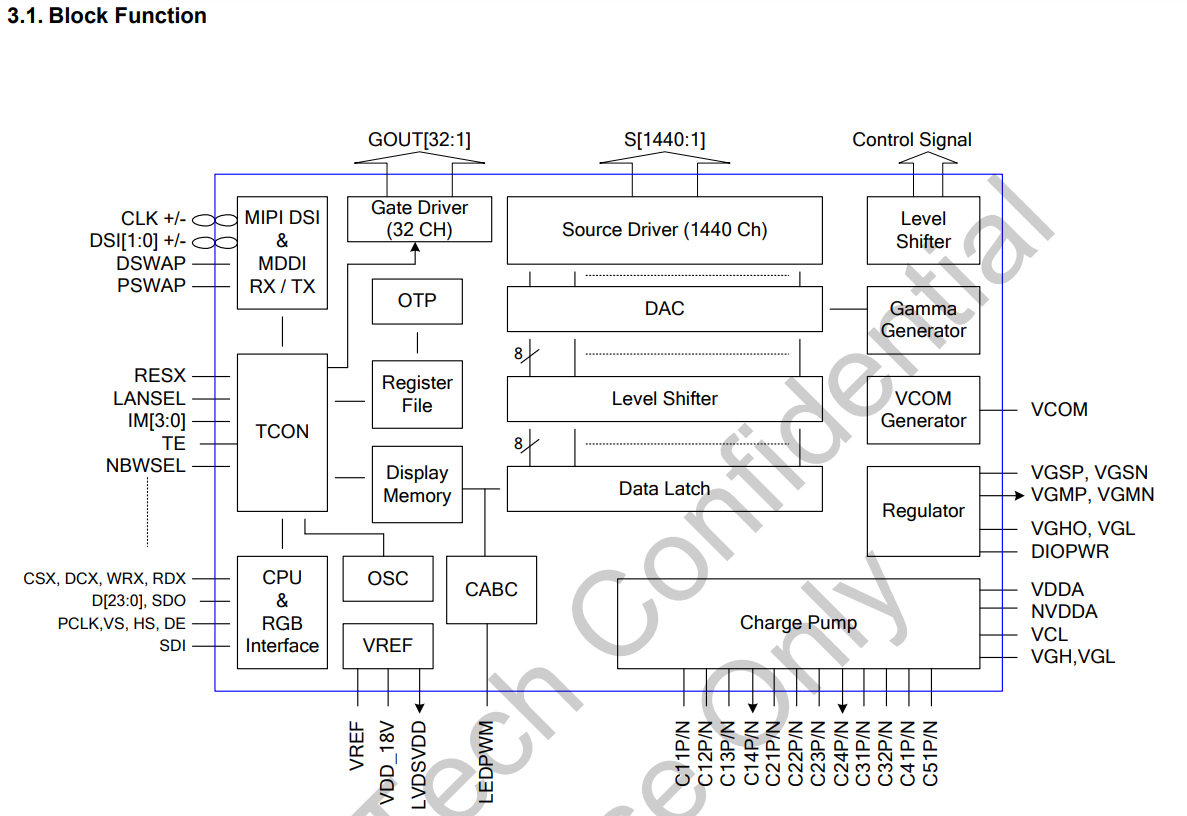 3.1. Block Function
GOUT[32:1]
S[1440:1]
Control Signal
CLK +/-
DSI[1:0] +/-
DSWAP
PSWAP
MIPI DSI
&
MDDI
RX / TX
Gate Driver
(32 CH)
Source Driver (1440 Ch)
Level
Shifter
OTP
DAC
Gamma
Generator
8
RESX
LANSEL
IM[3:0]
TE
NBWSEL
TCON
Register
File
Level Shifter
VCOM
Generator
VCOM
8
Display
Memory
Data Latch
Regulator
VGSP, VGSN
VGMP, VGMN
VGHO, VGL
DIOPWR
CSX, DCX, WRX, RDX
D[23:0], SDO
PCLK,VS, HS, DE
SDI
CPU
&
RGB
Interface
OSC
CABC
VREF
Charge Pump
VDDA
NVDDA
VCL
VGH,VGL
VREF
VDD_18V
LVDSVDD
LEDPWM
C11P/N
C12P/N
C13P/N
C14P/N
C21P/N
C22P/N
C23P/N
C24P/N
C31P/N
C32P/N
C41P/N
C51P/N
Tech Confidential
Only